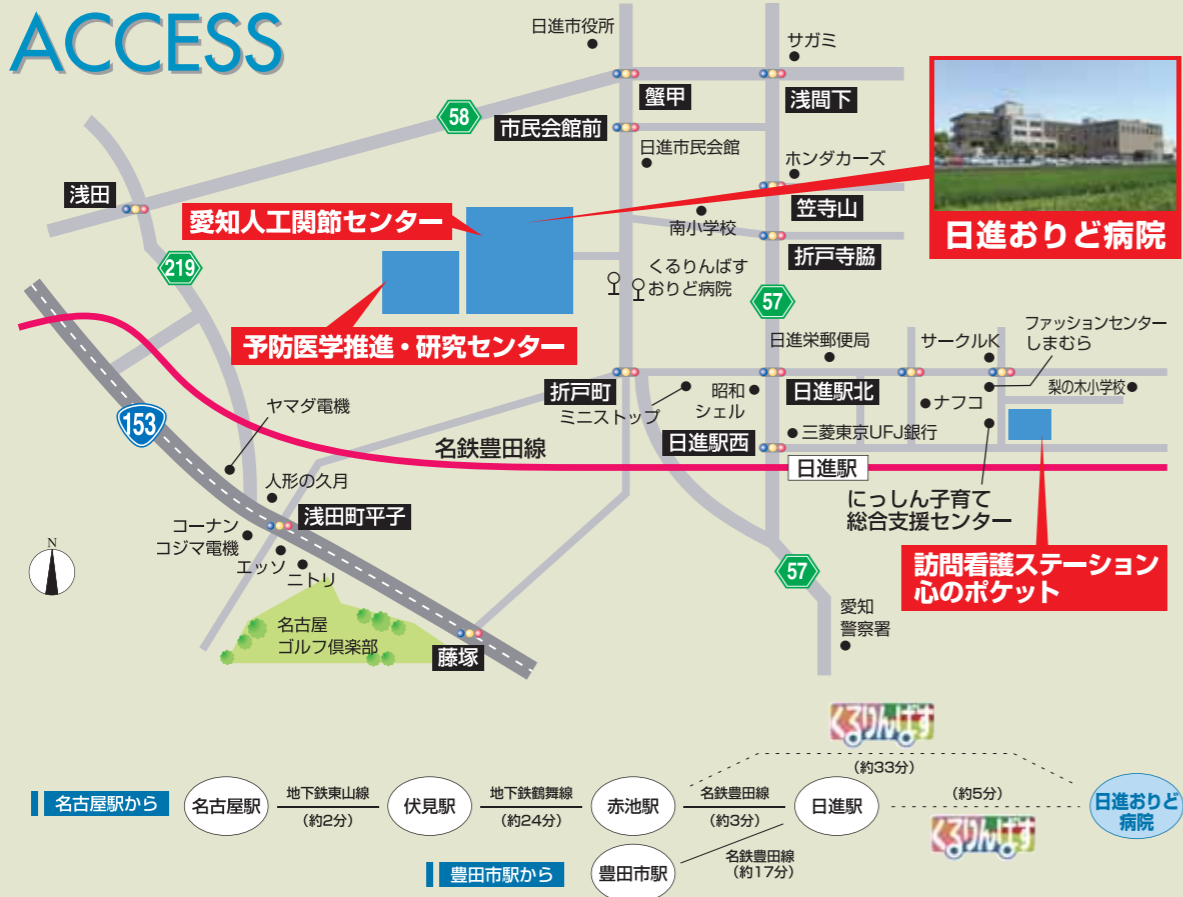 ACCESS
日進市役所
サガミ
58
蟹甲
浅間下
市民会館前
日進市民会館
ホンダカーズ
浅田
笠寺山
愛知人工関節センター
南小学校
折戸寺脇
日進おりど病院
219
くるりんばす
おりど病院
57
予防医学推進・研究センター
日進栄郵便局
サークルK
ファッションセンター
しまむら
折戸町
ミニストップ
昭和
シェル
日進駅北
ナフコ
梨の木小学校
153
ヤマダ電機
名鉄豊田線
日進駅西
三菱東京UFJ銀行
日進駅
人形の久月
にっしん子育て
総合支援センター
浅田町平子
コーナン
コジマ電機
エッソ
ニトリ
N
57
訪問看護ステーション
心のポケット
愛知
警察署
名古屋
ゴルフ倶楽部
藤塚
くるりんばす
(約33分)
名古屋駅から
名古屋駅
地下鉄東山線
(約2分)
伏見駅
地下鉄鶴舞線
(約24分)
赤池駅
名鉄豊田線
(約3分)
日進駅
(約5分)
くるりんばす
日進おりど
病院
豊田市駅から
豊田市駅
名鉄豊田線
(約17分)